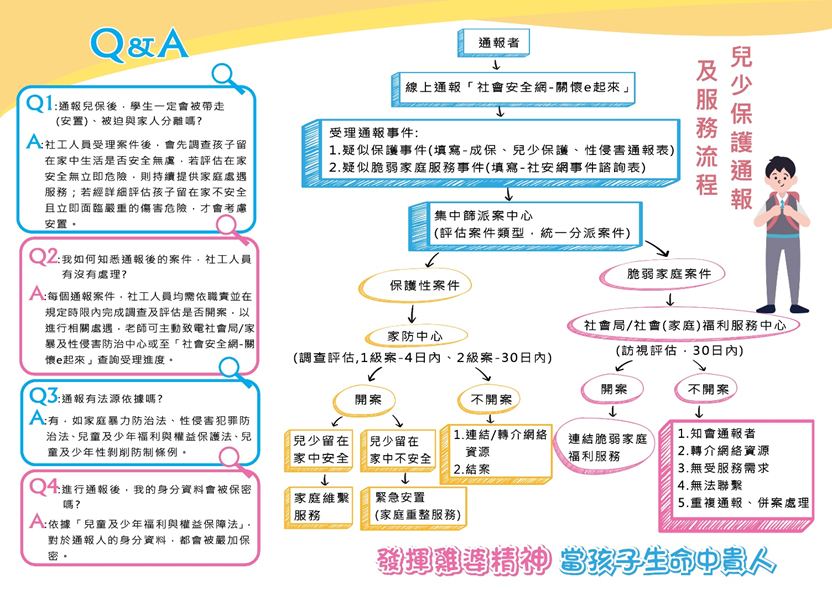 Q&A
Q1:通報兒保後，學生一定會被帶走
(安置)、被迫與家人分離嗎?
A:社工人員受理案件後，會先調查孩子留
在家中生活是否安全無虞，若評估在家
安全無立即危險，則持續提供家庭處遇
服務；若經詳細評估孩子留在家不安全
且立即面臨嚴重的傷害危險，才會考慮
安置。
Q2:我如何知悉通報後的案件，社工人員
有沒有處理?
A:每個通報案件，社工人員均需依職責並在
規定時限內完成調查及評估是否開案，以
進行相關處遇，老師可主動致電社會局/家
暴及性侵害防治中心或至「社會安全網-關
懷e起來」查詢受理進度。
Q3:通報有法源依據嗎?
A:有，如家庭暴力防治法、性侵害犯罪防
治法、兒童及少年福利與權益保護法、兒
童及少年性剝削防制條例。
Q4:進行通報後，我的身分資料會被保密
嗎?
A:依據「兒童及少年福利與權益保障法」，
對於通報人的身分資料，都會被嚴加保
密。
兒少保護通報
及服務流程
通報者
線上通報「社會安全網-關懷e起來」
受理通報事件:
1.疑似保護事件(填寫-成保、兒少保護、性侵害通報表)
2.疑似脆弱家庭服務事件(填寫-社安網事件諮詢表)
集中篩派案中心
(評估案件類型，統一分派案件)
保護性案件
家防中心
(調查評估,1級案-4日內、2級案-30日內)
開案
不開案
兒少留在
家中安全
兒少留在
家中不安全
1.連結/轉介網絡
資源
2.結案
家庭維繫
服務
緊急安置
(家庭重整服務)
脆弱家庭案件
社會局/社會(家庭)福利服務中心
(訪視評估，30日內)
開案
不開案
連結脆弱家庭
福利服務
1.知會通報者
2.轉介網絡資源
3.無受服務需求
4.無法聯繫
5.重複通報、併案處理
發揮雞婆精神 當孩子生命中貴人